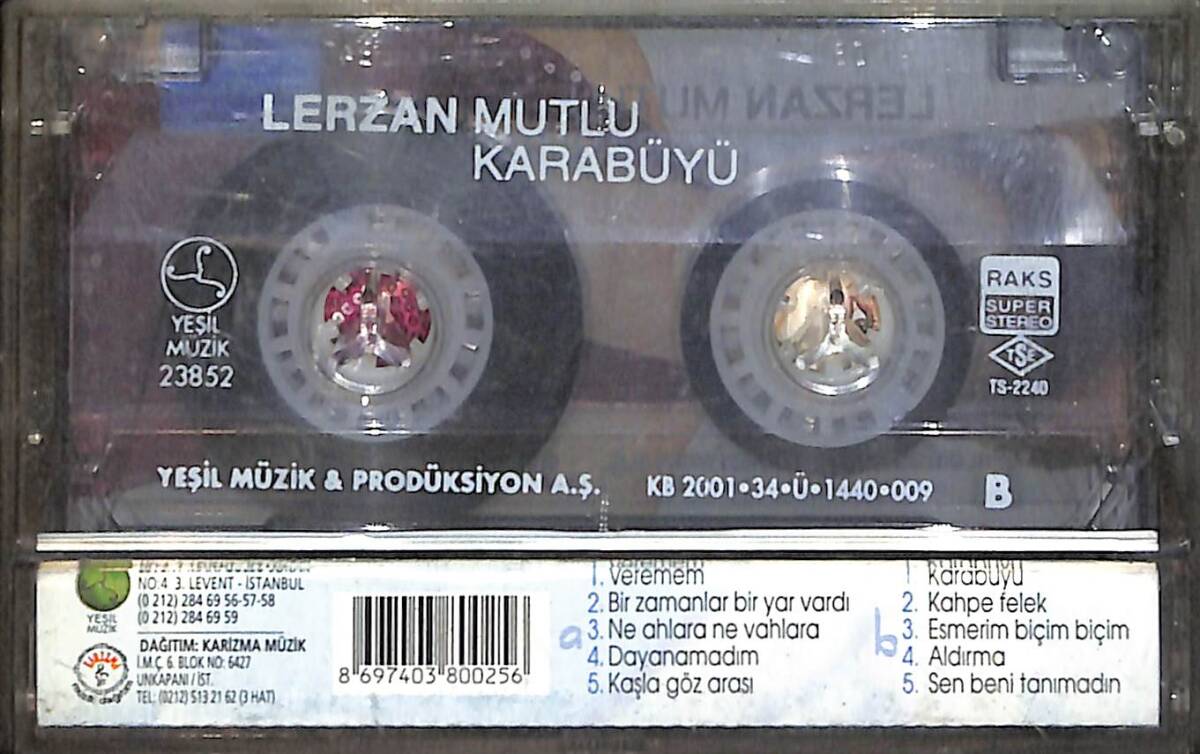 LERZAN MUTLU
KARABÜYÜ
YEŞİL
MÜZİK
23852
RAKS
SUPER
STEREO
TSE
TS-2240
YEŞİL MÜZİK & PRODÜKSİYON A.Ş.
KB 2001•34•Ü•1440•009
B
NO:4 3. LEVENT - İSTANBUL
(0 212) 284 69 56-57-58
(0 212) 284 69 59
YEŞİL
MÜZİK
DAĞITIM: KARİZMA MÜZİK
İ.M.Ç. 6. BLOK NO: 6427
UNKAPANI / İST.
TEL: (0212) 513 21 62 (3 HAT)
8 697403 800256
a
1. Veremem
2. Bir zamanlar bir yar vardı
3. Ne ahlara ne vahlara
4. Dayanamadım
5. Kaşla göz arası
b
1 Karabüyü
2. Kahpe felek
3. Esmerim biçim biçim
4. Aldırma
5. Sen beni tanımadın